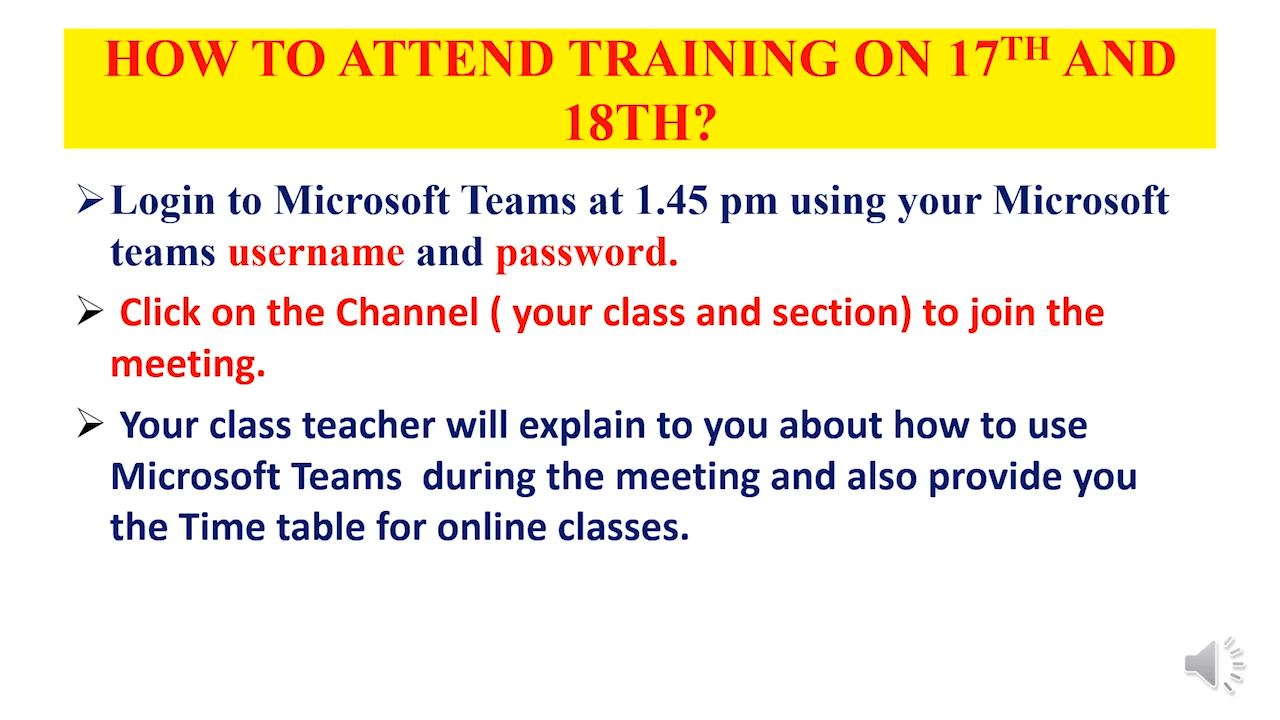 HOW TO ATTEND TRAINING ON 17TH AND
18TH?
➢Login to Microsoft Teams at 1.45 pm using your Microsoft
teams username and password.
➢ Click on the Channel ( your class and section) to join the
meeting.
➢ Your class teacher will explain to you about how to use
Microsoft Teams  during the meeting and also provide you
the Time table for online classes.